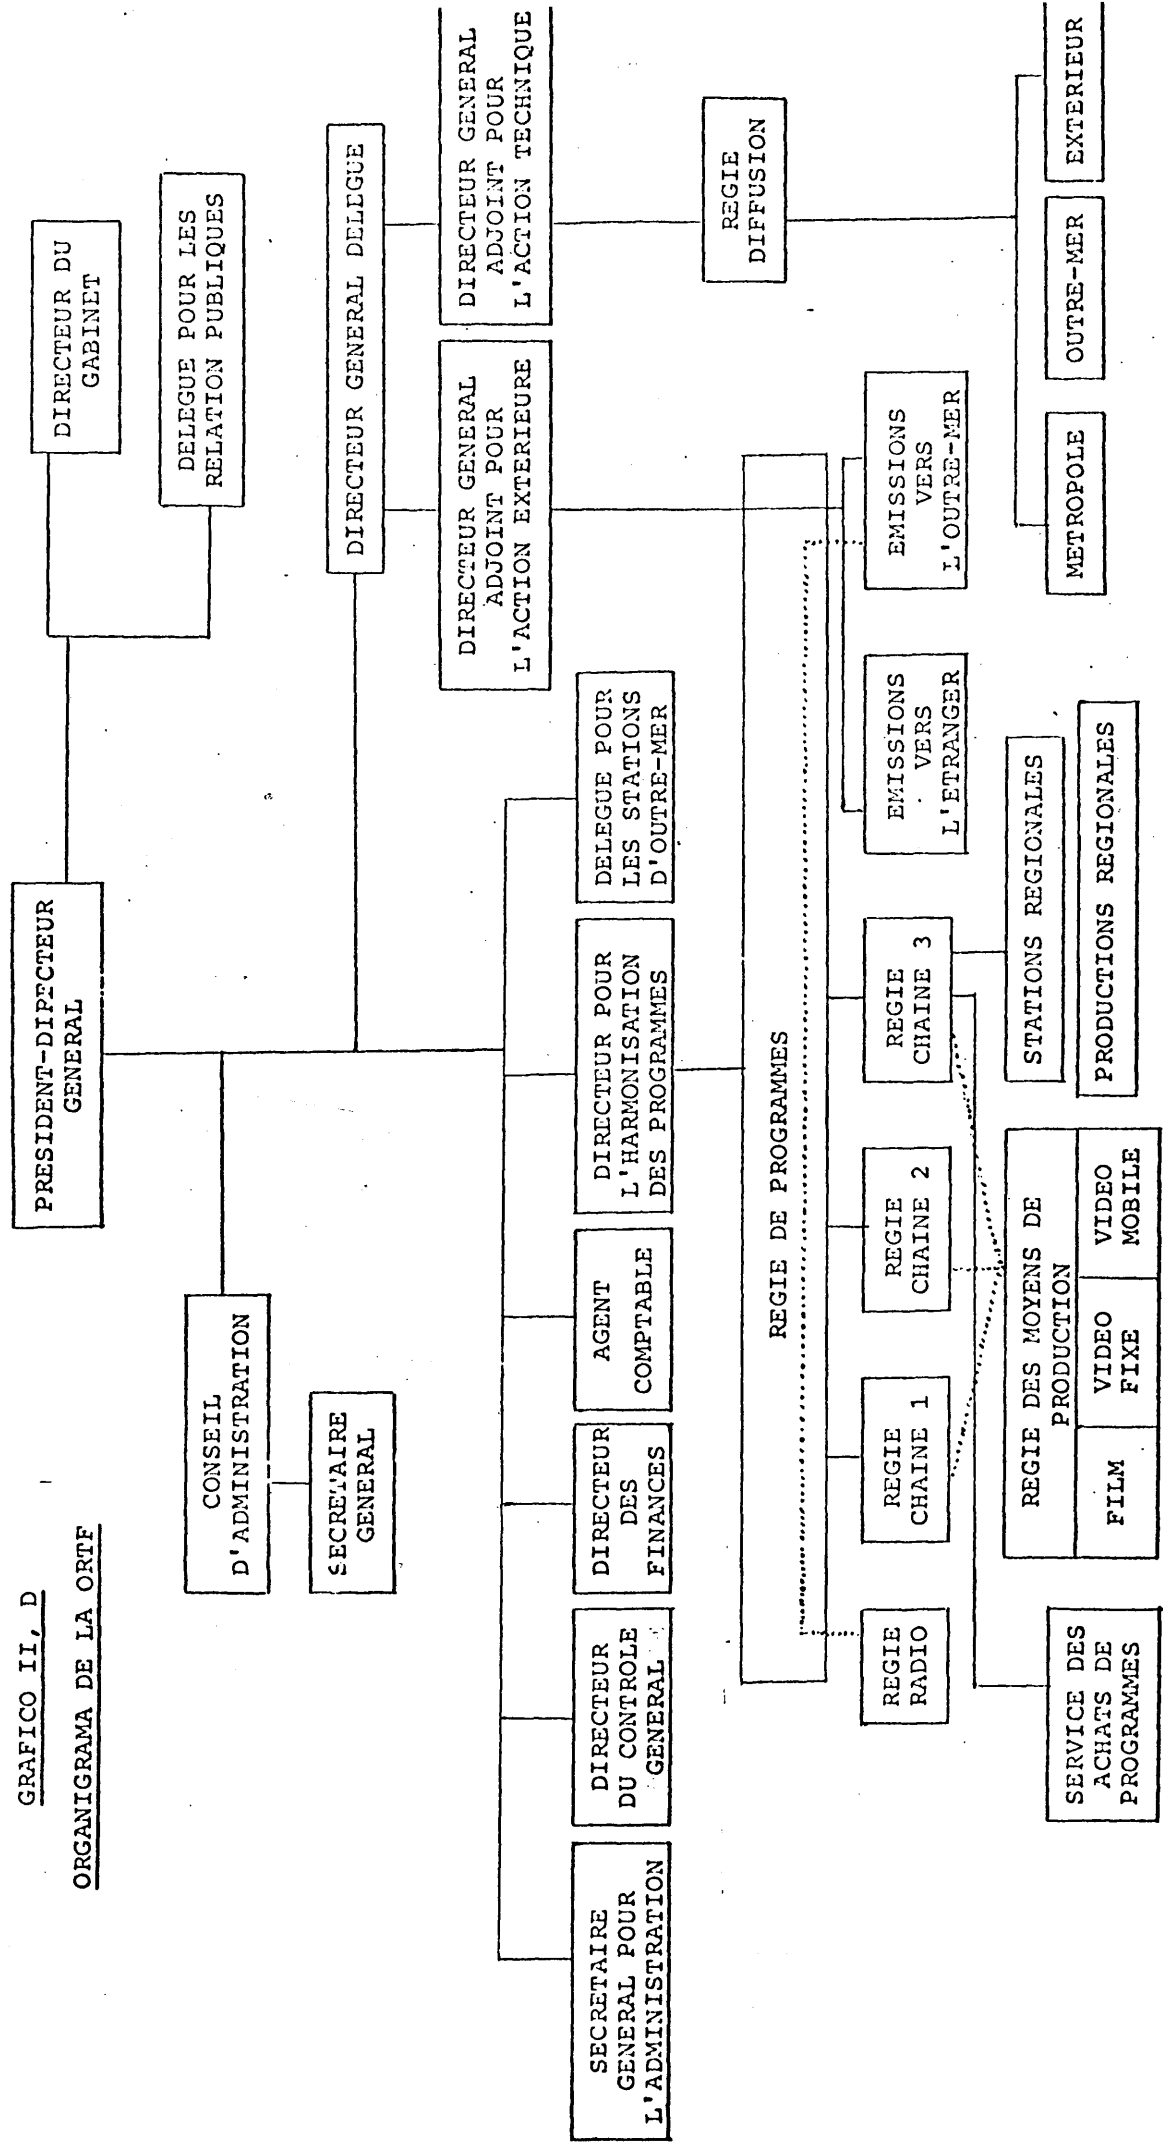 GRAFICO II, D
ORGANIGRAMA DE LA ORTF
PRESIDENT-DIPTCTEUR
GENERAL
DIRECTEUR DU
GABINET
DELEGUE POUR LES
RELATION PUBLIQUES
CONSEIL
D'ADMINISTRATION
SECRETAIRE
GENERAL
DIRECTEUR GENERAL DELEGUE
DIRECTEUR GENERAL
ADJOINT POUR
L'ACTION EXTERIEURE
DIRECTEUR GENERAL
ADJOINT POUR
L'ACTION TECHNIQUE
SECRETAIRE
GENERAL POUR
L'ADMINISTRATION
DIRECTEUR
DU CONTROLE
GENERAL
DIRECTEUR
DES
FINANCES
AGENT
COMPTABLE
DIRECTEUR POUR
L'HARMONISATION
DES PROGRAMMES
DELEGUE POUR
LES STATIONS
D'OUTRE-MER
REGIE
DIFFUSION
REGIE DE PROGRAMMES
REGIE
RADIO
REGIE
CHAINE 1
REGIE
CHAINE 2
REGIE
CHAINE 3
EMISSIONS
VERS
L'ETRANGER
EMISSIONS
VERS
L'OUTRE-MER
SERVICE DES
ACHATS DE
PROGRAMMES
REGIE DES MOYENS DE
PRODUCTION
FILM
VIDEO
FIXE
VIDEO
MOBILE
STATIONS REGIONALES
PRODUCTIONS REGIONALES
METROPOLE
OUTRE-MER
EXTERIEUR